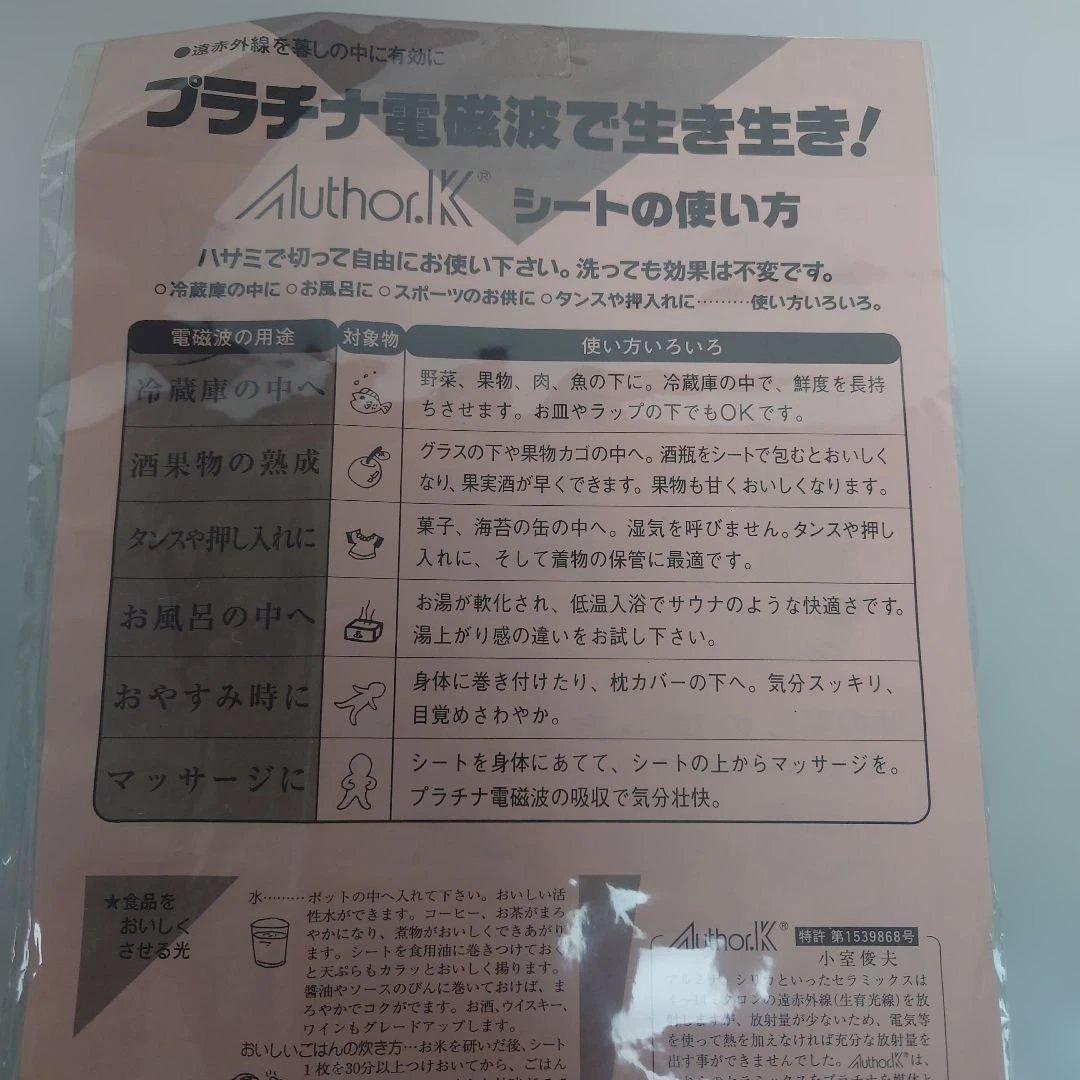 ●遠赤外線を暮しの中に有効に
プラチナ電磁波で生き生き!
Author.K® シートの使い方
ハサミで切って自由にお使い下さい。洗っても効果は不変です。
○冷蔵庫の中に○お風呂に○スポーツのお供に○タンスや押入れに………使い方いろいろ。
電磁波の用途 対象物 使い方いろいろ
冷蔵庫の中へ
野菜、果物、肉、魚の下に。冷蔵庫の中で、鮮度を長持
ちさせます。お皿やラップの下でもOKです。
酒果物の熟成
グラスの下や果物カゴの中へ。酒瓶をシートで包むとおいしく
なり、果実酒が早くできます。果物も甘くおいしくなります。
タンスや押し入れに
菓子、海苔の缶の中へ。湿気を呼びません。タンスや押し
入れに、そして着物の保管に最適です。
お風呂の中へ
お湯が軟化され、低温入浴でサウナのような快適さです。
湯上がり感の違いをお試し下さい。
おやすみ時に
身体に巻き付けたり、枕カバーの下へ。気分スッキリ、
目覚めさわやか。
マッサージに
シートを身体にあてて、シートの上からマッサージを。
プラチナ電磁波の吸収で気分壮快。
★食品を
おいしく
させる光
水………ポットの中へ入れて下さい。おいしい活
性水ができます。コーヒー、お茶がまろ
やかになり、煮物がおいしくできあがり
ます。シートを食用油に巻きつけておく
と天ぷらもカラッとおいしく揚ります。
醬油やソースのびんに巻いておけば、ま
ろやかでコクがでます。お酒、ウイスキー、
ワインもグレードアップします。
おいしいごはんの炊き方…お米を研いだ後、シート
1枚を30分以上つけおいてから、ごはん
Author.K® 特許 第1539868号
小室俊夫
アルミナ、シリカといったセラミックスは
4〜14ミクロンの遠赤外線(生育光線)を放
射しますが、放射量が少ないため、電気等
を使って熱を加えなければ充分な放射量を
出す事ができませんでした。Author.K®は、